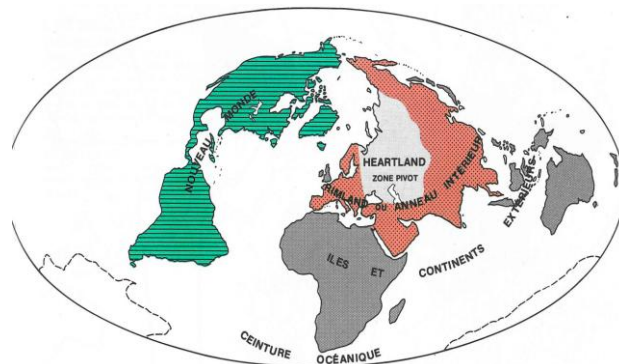 NOUVEAU MONDE
HEARTLAND
ZONE PIVOT
RIMLAND OU ANNEAU INTÉRIEUR
ILES ET CONTINENTS EXTÉRIEURS
CEINTURE OCÉANIQUE